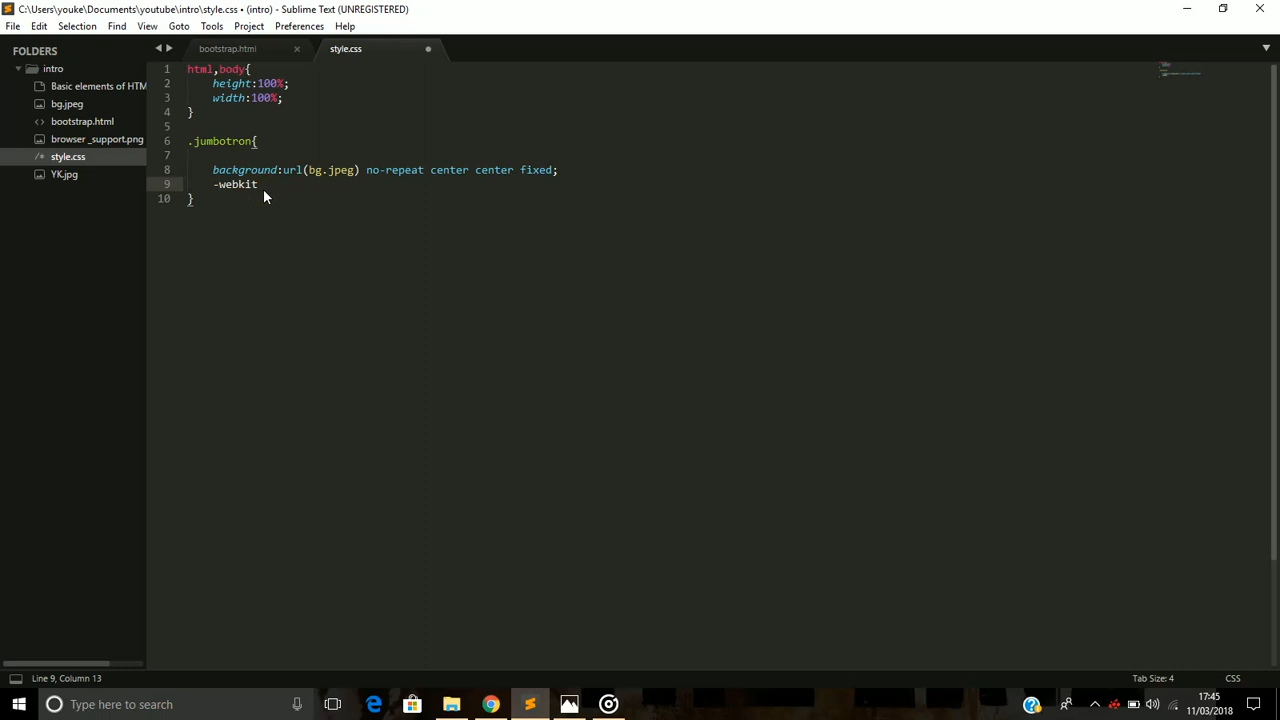 C:\Users\youke\Documents\youtube\intro\style.css • (intro) - Sublime Text (UNREGISTERED)
File Edit Selection Find View Goto Tools Project Preferences Help
FOLDERS
intro
Basic elements of HTM
bg.jpeg
bootstrap.html
browser _support.png
style.css
YK.jpg
bootstrap.html
style.css
1 html,body{
2 height:100%;
3 width:100%;
4 }
5
6 .jumbotron{
7
8 background:url(bg.jpeg) no-repeat center center fixed;
9 -webkit
10 }
Line 9, Column 13
Tab Size: 4
CSS
Type here to search
17:45
11/03/2018